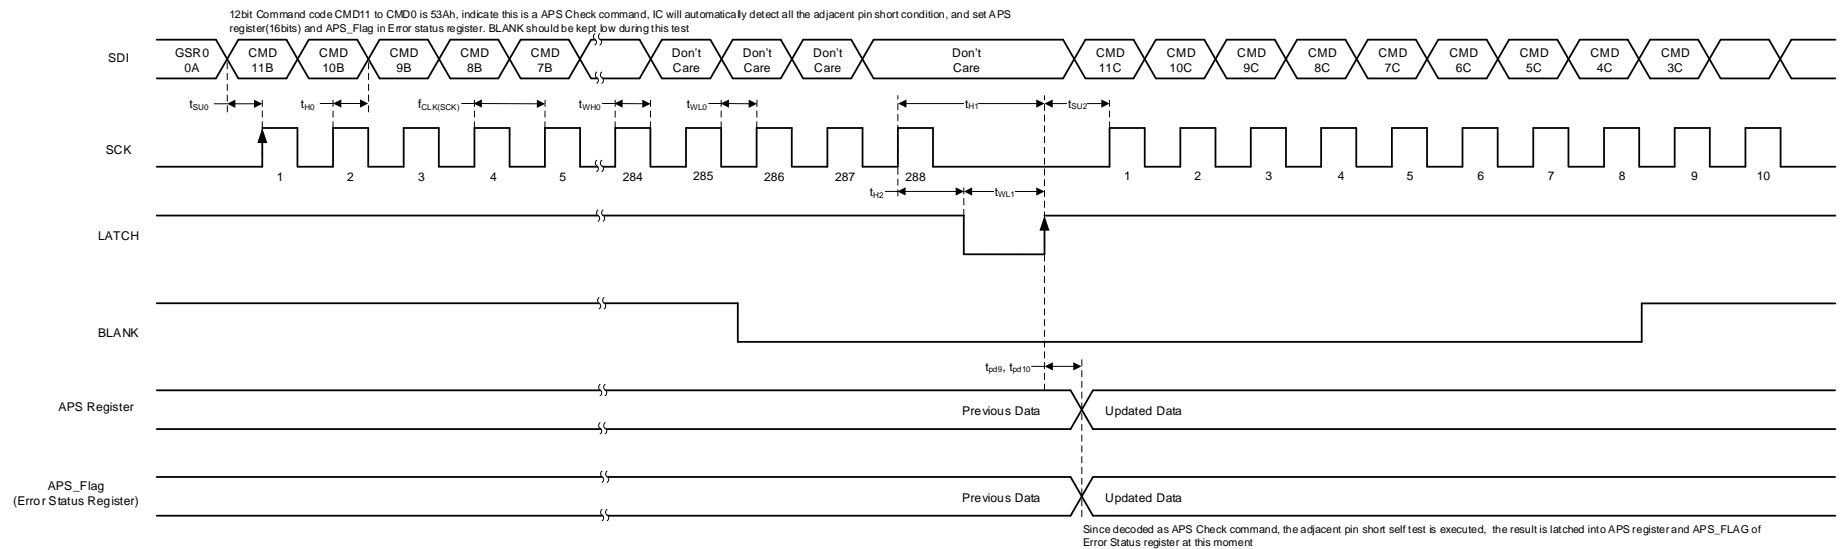 12bit Command code CMD11 to CMD0 is 53Ah, indicate this is a APS Check command, IC will automatically detect all the adjacent pin short condition, and set APS
register(16bits) and APS_Flag in Error status register. BLANK should be kept low during this test
SDI
GSR0 0A
CMD 11B
CMD 10B
CMD 9B
CMD 8B
CMD 7B
Don't Care
Don't Care
Don't Care
Don't Care
CMD 11C
CMD 10C
CMD 9C
CMD 8C
CMD 7C
CMD 6C
CMD 5C
CMD 4C
CMD 3C
tSU0
tH0
fCLK(SCK)
tWH0
tWL0
tH1
tSU2
SCK
1 2 3 4 5 284 285 286 287 288 1 2 3 4 5 6 7 8 9 10
tH2
tWL1
LATCH
BLANK
tpd9, tpd10
APS Register
Previous Data
Updated Data
APS_Flag
(Error Status Register)
Previous Data
Updated Data
Since decoded as APS Check command, the adjacent pin short self test is executed, the result is latched into APS register and APS_FLAG of
Error Status register at this moment